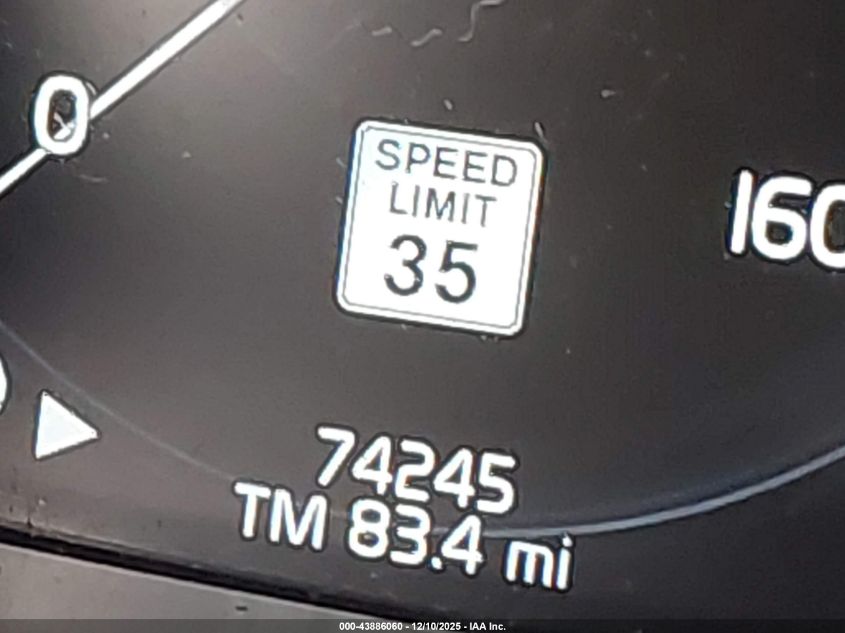 0
SPEED
LIMIT
35
160
74245
TM 83.4 mi
000-43886060 - 12/10/2025 - IAA Inc.